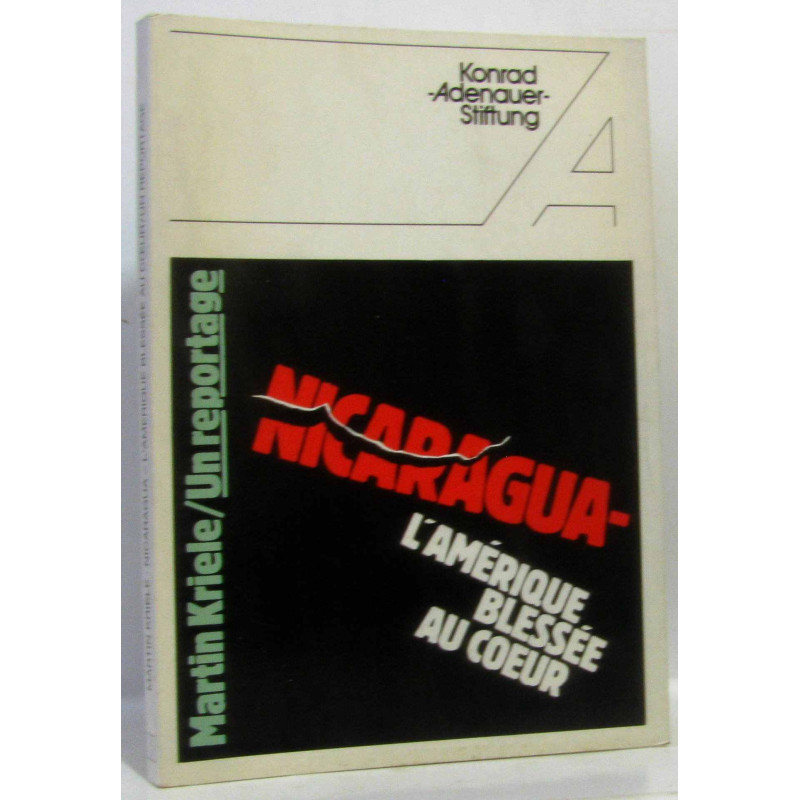 Konrad
-Adenauer-
Stiftung
Martin Kriele/Un reportage
NICARAGUA-
L'AMÉRIQUE
BLESSÉE
AU COEUR
MARTIN KRIELE NICARAGUA - L'AMÉRIQUE BLESSÉE AU COEUR/UN REPORTAGE